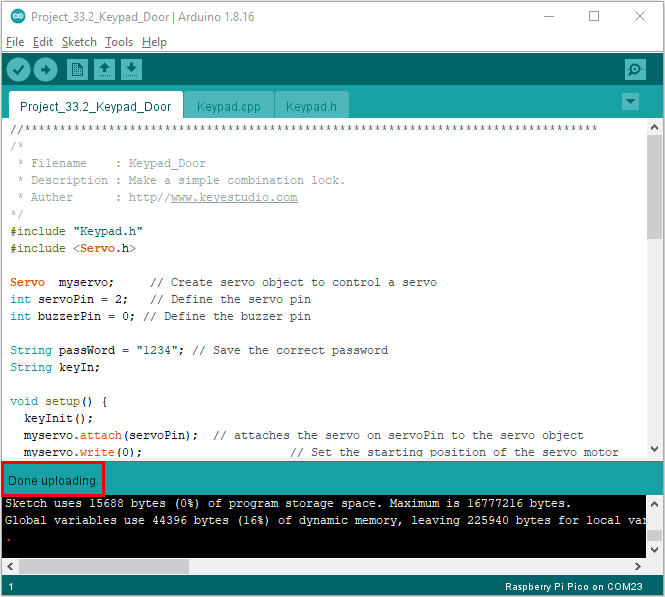 Project_33.2_Keypad_Door | Arduino 1.8.16
File Edit Sketch Tools Help
Project_33.2_Keypad_Door Keypad.cpp Keypad.h
//**********************************************************************************
/*
 * Filename    : Keypad_Door
 * Description : Make a simple combination lock.
 * Auther      : http//www.keyestudio.com
*/
#include "Keypad.h"
#include <Servo.h>
Servo  myservo;     // Create servo object to control a servo
int servoPin = 2;   // Define the servo pin
int buzzerPin = 0; // Define the buzzer pin
String passWord = "1234"; // Save the correct password
String keyIn;
void setup() {
  keyInit();
  myservo.attach(servoPin);  // attaches the servo on servoPin to the servo object
  myservo.write(0);                     // Set the starting position of the servo motor
Done uploading.
Sketch uses 15688 bytes (0%) of program storage space. Maximum is 16777216 bytes.
Global variables use 44396 bytes (16%) of dynamic memory, leaving 225940 bytes for local var
.
1 Raspberry Pi Pico on COM23